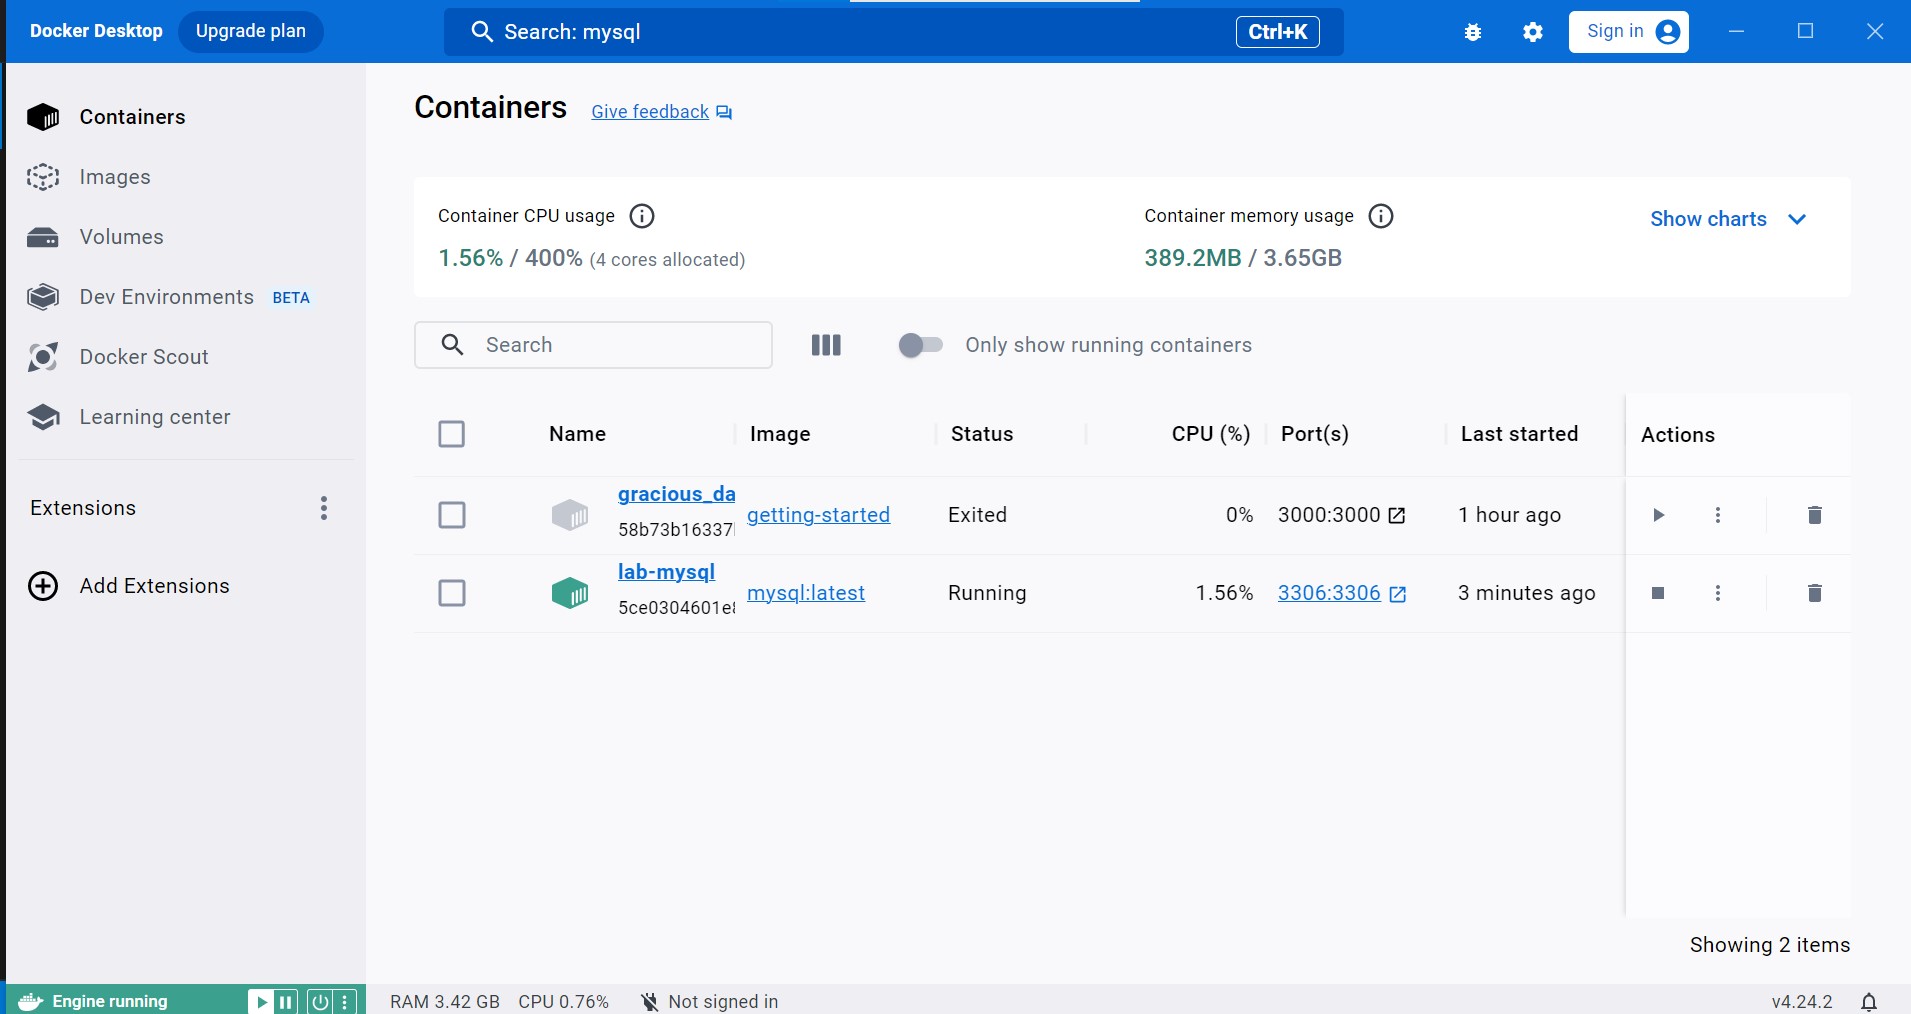 Docker Desktop Upgrade plan Search: mysql Ctrl+K Sign in
Containers
Images
Volumes
Dev Environments BETA
Docker Scout
Learning center
Extensions
Add Extensions
Containers Give feedback
Container CPU usage
1.56% / 400% (4 cores allocated)
Container memory usage
389.2MB / 3.65GB
Show charts
Search
Only show running containers
Name Image Status CPU (%) Port(s) Last started Actions
gracious_da
58b73b16337
getting-started Exited 0% 3000:3000 1 hour ago
lab-mysql
5ce0304601e
mysql:latest Running 1.56% 3306:3306 3 minutes ago
Showing 2 items
Engine running RAM 3.42 GB CPU 0.76% Not signed in v4.24.2